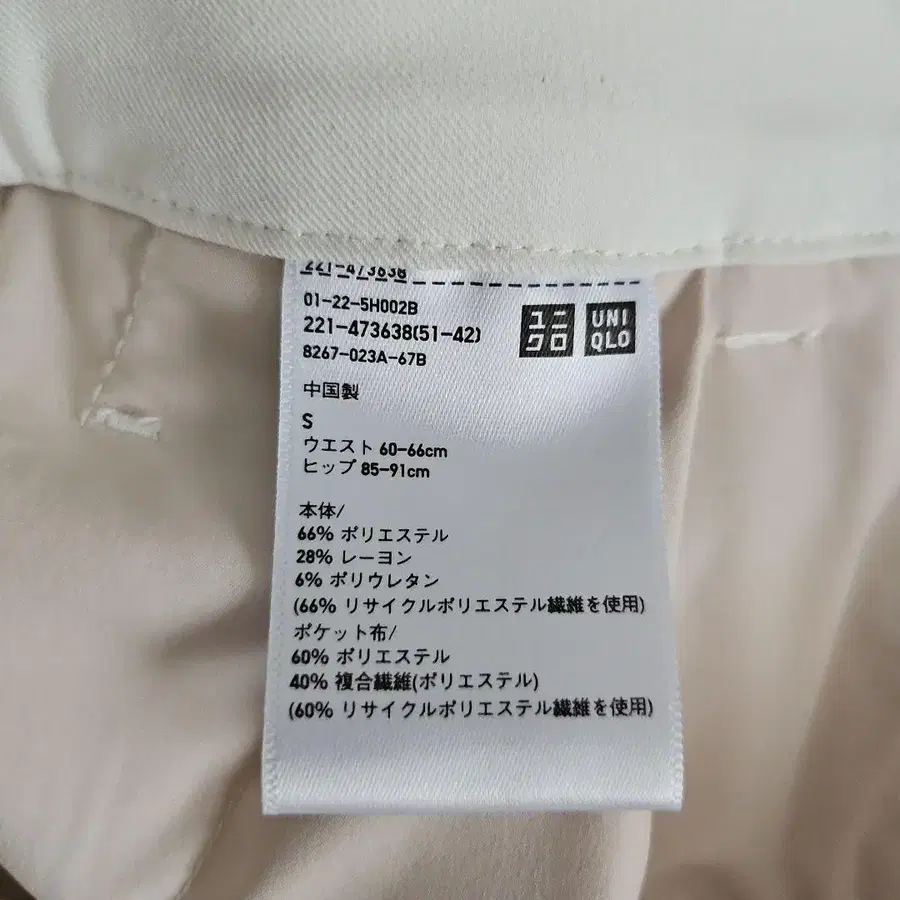 221-473638
01-22-5H002B
221-473638(51-42)
8267-023A-67B
ユニクロ
UNIQLO
中国製
S
ウエスト 60-66cm
ヒップ 85-91cm
本体/
66% ポリエステル
28% レーヨン
6% ポリウレタン
(66% リサイクルポリエステル繊維を使用)
ポケット布/
60% ポリエステル
40% 複合繊維(ポリエステル)
(60% リサイクルポリエステル繊維を使用)